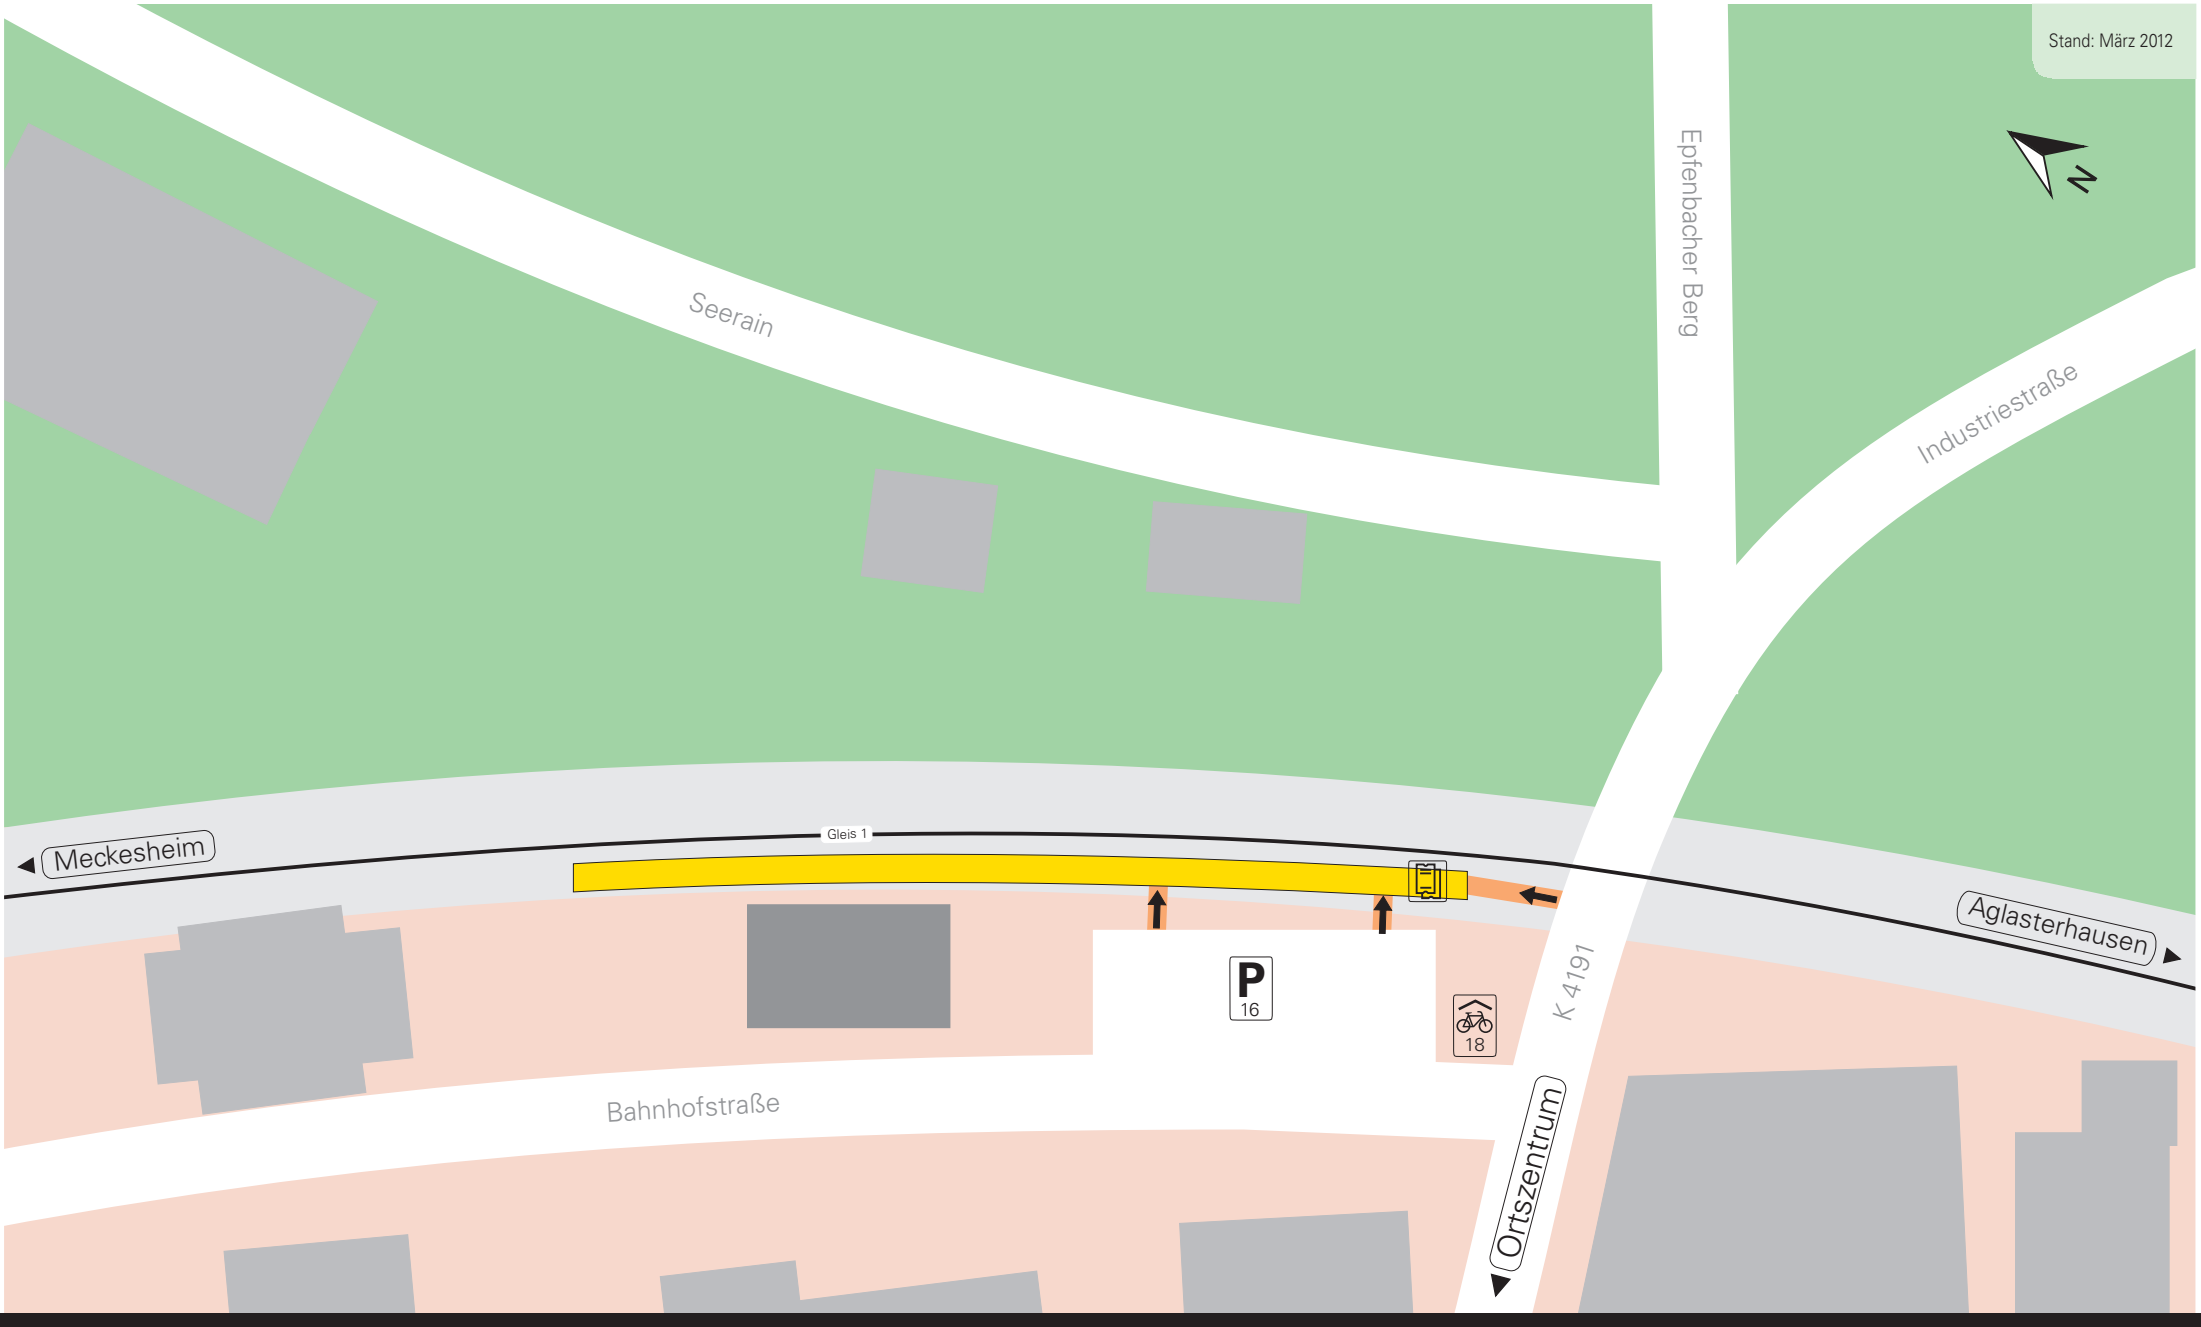 Stand: März 2012
N
Epfenbacher Berg
Seerain
Industriestraße
Gleis 1
Meckesheim
Aglasterhausen
K 4191
P
16
18
Bahnhofstraße
Ortszentrum